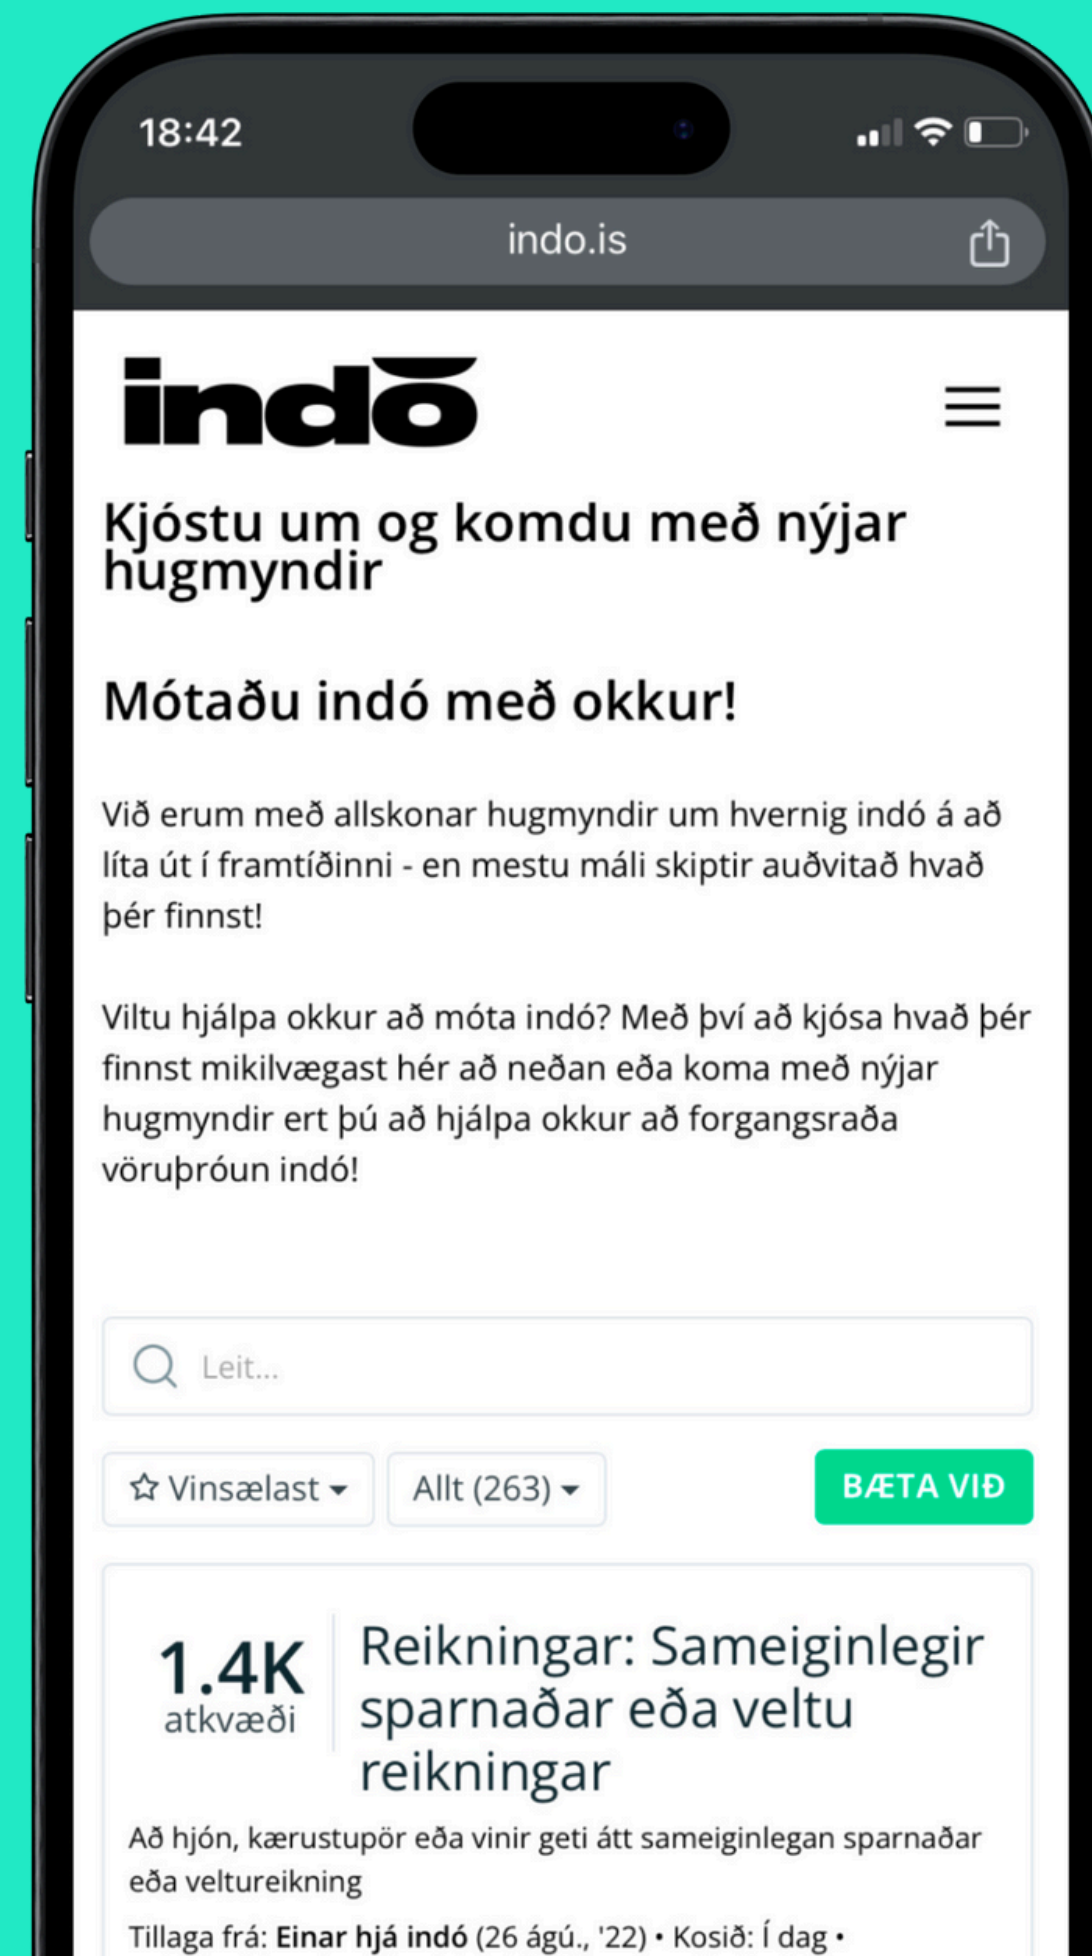 18:42
indo.is
indó
Kjóstu um og komdu með nýjar
hugmyndir
Mótaðu indó með okkur!
Við erum með allskonar hugmyndir um hvernig indó á að
líta út í framtíðinni - en mestu máli skiptir auðvitað hvað
þér finnst!
Viltu hjálpa okkur að móta indó? Með því að kjósa hvað þér
finnst mikilvægast hér að neðan eða koma með nýjar
hugmyndir ert þú að hjálpa okkur að forgangsraða
vöruþróun indó!
Leit...
Vinsælast
Allt (263)
BÆTA VIÐ
1.4K
atkvæði
Reikningar: Sameiginlegir
sparnaðar eða veltu
reikningar
Að hjón, kærustupör eða vinir geti átt sameiginlegan sparnaðar
eða veltureikning
Tillaga frá: Einar hjá indó (26 ágú., '22) • Kosið: Í dag •